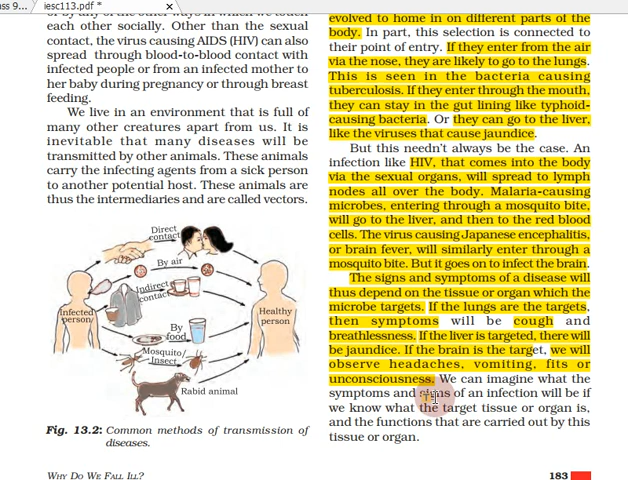 ss 9...
iesc113.pdf *
or by any of the other ways in which we touch
each other socially. Other than the sexual
contact, the virus causing AIDS (HIV) can also
spread through blood-to-blood contact with
infected people or from an infected mother to
her baby during pregnancy or through breast
feeding.
We live in an environment that is full of
many other creatures apart from us. It is
inevitable that many diseases will be
transmitted by other animals. These animals
carry the infecting agents from a sick person
to another potential host. These animals are
thus the intermediaries and are called vectors.
Direct
contact
By air
Indirect
contact
Infected
person
Healthy
person
By
food
Mosquito/
insect
Rabid animal
Fig. 13.2: Common methods of transmission of
diseases.
evolved to home in on different parts of the
body. In part, this selection is connected to
their point of entry. If they enter from the air
via the nose, they are likely to go to the lungs.
This is seen in the bacteria causing
tuberculosis. If they enter through the mouth,
they can stay in the gut lining like typhoid-
causing bacteria. Or they can go to the liver,
like the viruses that cause jaundice.
But this needn't always be the case. An
infection like HIV, that comes into the body
via the sexual organs, will spread to lymph
nodes all over the body. Malaria-causing
microbes, entering through a mosquito bite,
will go to the liver, and then to the red blood
cells. The virus causing Japanese encephalitis,
or brain fever, will similarly enter through a
mosquito bite. But it goes on to infect the brain.
The signs and symptoms of a disease will
thus depend on the tissue or organ which the
microbe targets. If the lungs are the targets,
then symptoms will be cough and
breathlessness. If the liver is targeted, there will
be jaundice. If the brain is the target, we will
observe headaches, vomiting, fits or
unconsciousness. We can imagine what the
symptoms and signs of an infection will be if
we know what the target tissue or organ is,
and the functions that are carried out by this
tissue or organ.
WHY DO WE FALL ILL?
183